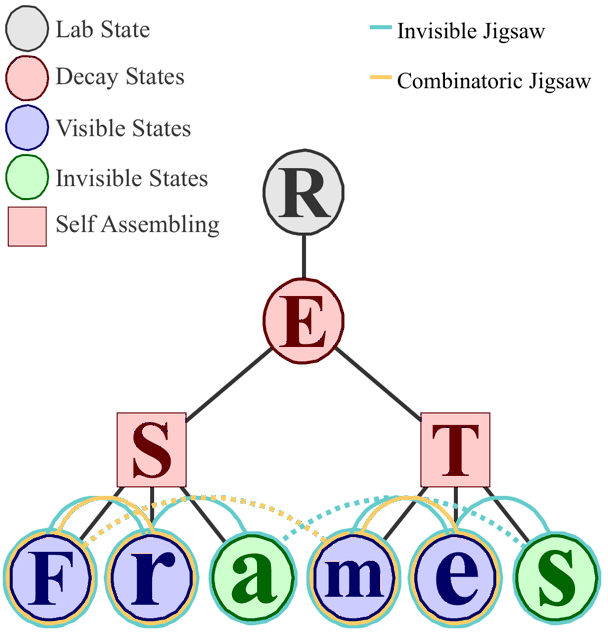 Lab State
Decay States
Visible States
Invisible States
Self Assembling
Invisible Jigsaw
Combinatoric Jigsaw
R
E
S T
F r a m e s